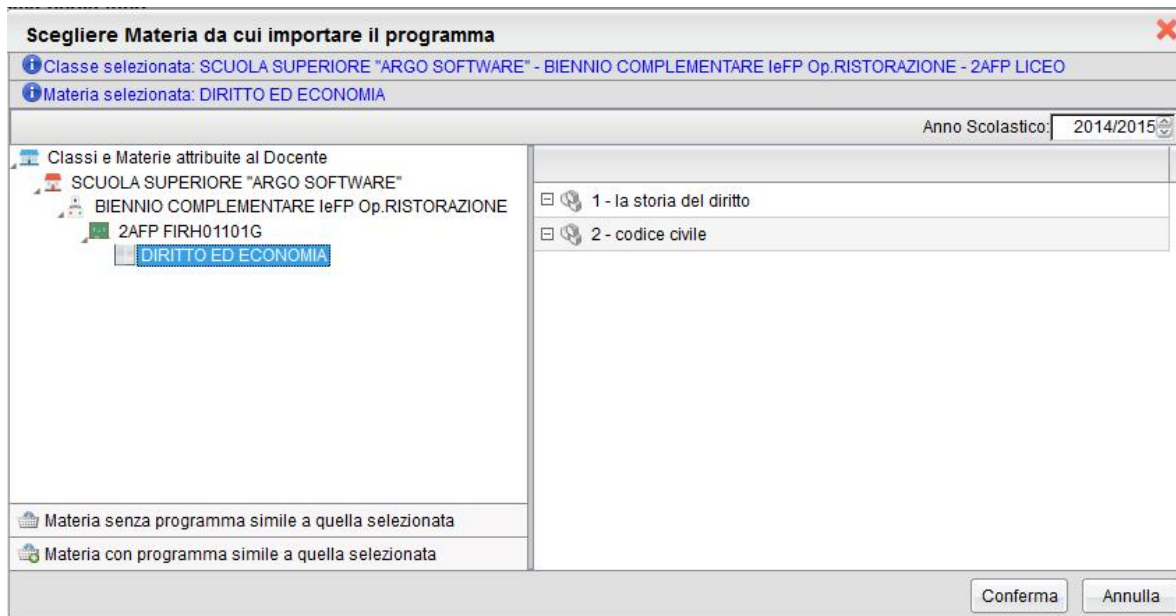 Scegliere Materia da cui importare il programma
Classe selezionata: SCUOLA SUPERIORE "ARGO SOFTWARE" - BIENNIO COMPLEMENTARE IeFP Op.RISTORAZIONE - 2AFP LICEO
Materia selezionata: DIRITTO ED ECONOMIA
Anno Scolastico: 2014/2015
Classi e Materie attribuite al Docente
SCUOLA SUPERIORE "ARGO SOFTWARE"
BIENNIO COMPLEMENTARE IeFP Op.RISTORAZIONE
2AFP FIRH01101G
DIRITTO ED ECONOMIA
1 - la storia del diritto
2 - codice civile
Materia senza programma simile a quella selezionata
Materia con programma simile a quella selezionata
Conferma
Annulla